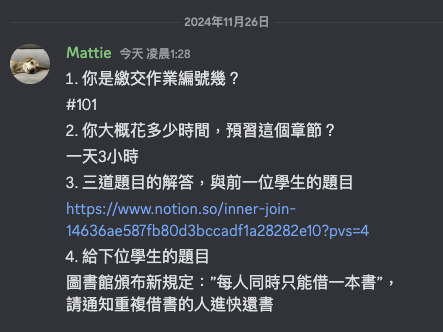 2024年11月26日
Mattie 今天 凌晨1:28
1. 你是繳交作業編號幾？
#101
2. 你大概花多少時間，預習這個章節？
一天3小時
3. 三道題目的解答，與前一位學生的題目
https://www.notion.so/inner-join-
14636ae587fb80d3bccadf1a28282e10?pvs=4
4. 給下位學生的題目
圖書館頒布新規定："每人同時只能借一本書"，
請通知重複借書的人進快還書